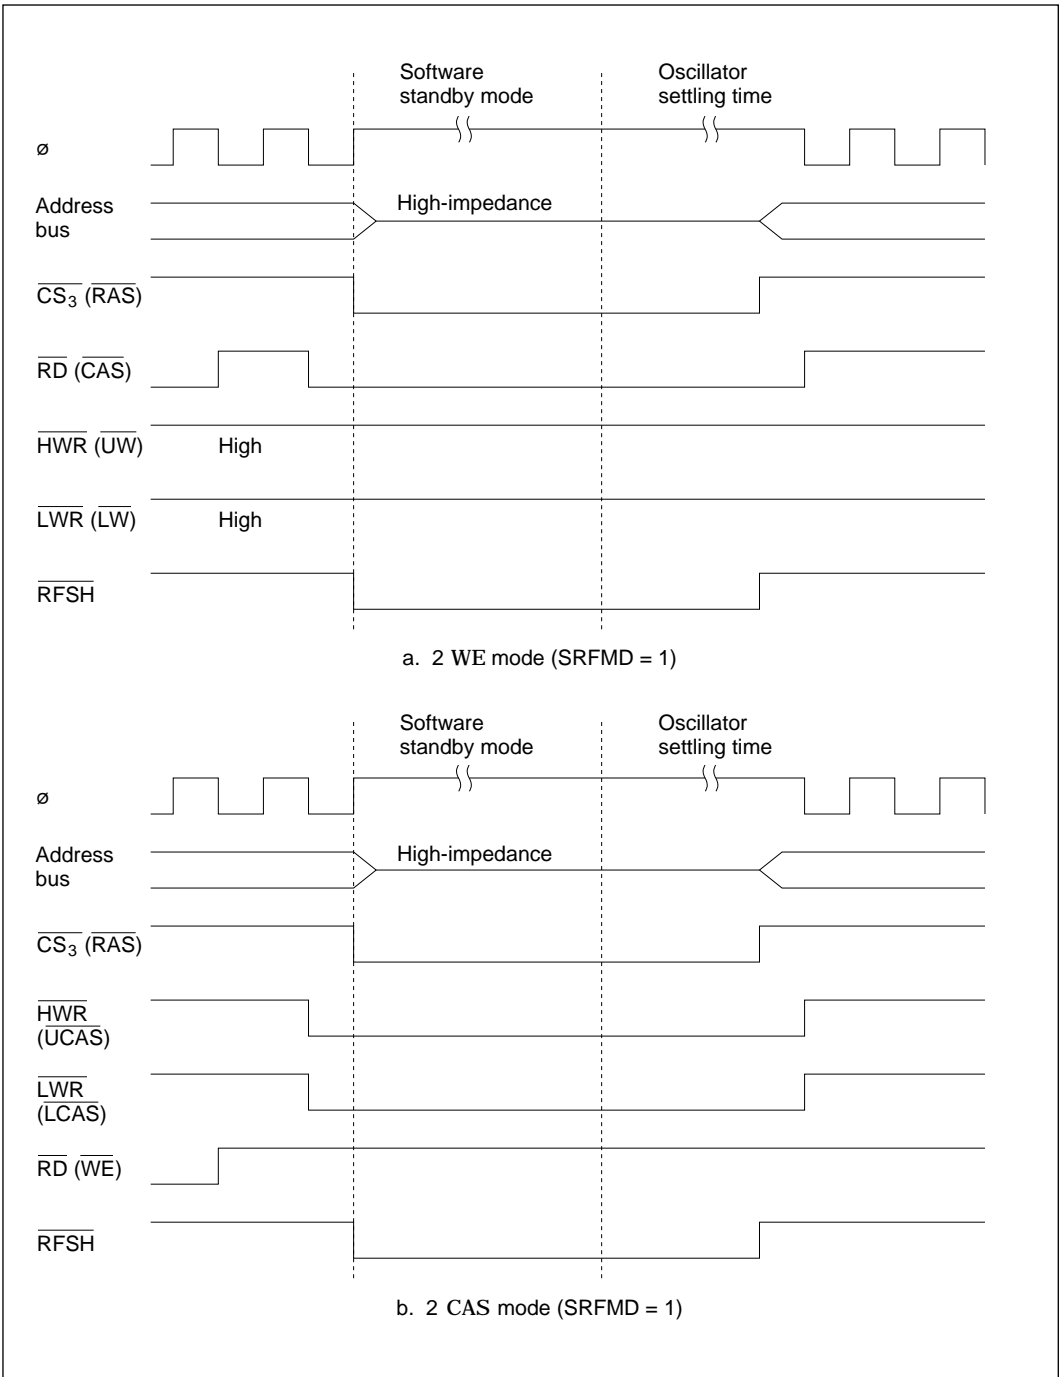 Software
standby mode
Oscillator
settling time
ø
Address
bus
High-impedance
CS₃ (RAS)
RD (CAS)
HWR (UW)
High
LWR (LW)
High
RFSH
a. 2 WE mode (SRFMD = 1)
Software
standby mode
Oscillator
settling time
ø
Address
bus
High-impedance
CS₃ (RAS)
HWR
(UCAS)
LWR
(LCAS)
RD (WE)
RFSH
b. 2 CAS mode (SRFMD = 1)